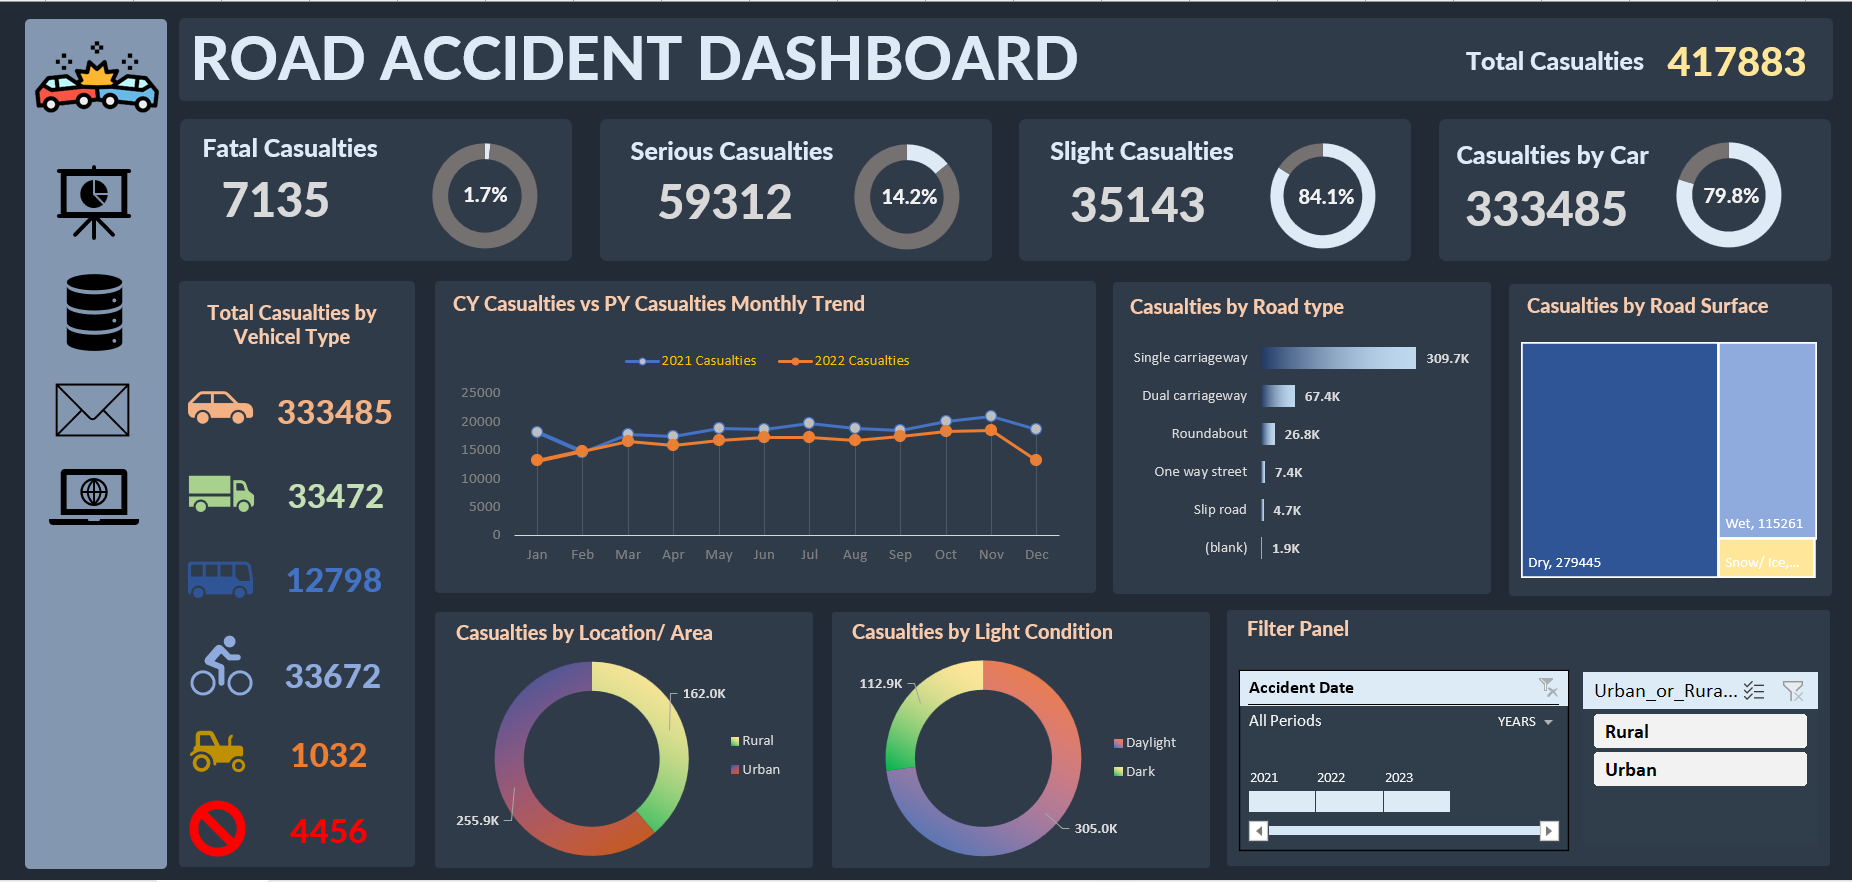 ROAD ACCIDENT DASHBOARD
Total Casualties 417883
Fatal Casualties
7135
1.7%
Serious Casualties
59312
14.2%
Slight Casualties
35143
84.1%
Casualties by Car
333485
79.8%
Total Casualties by
Vehicel Type
333485
33472
12798
33672
1032
4456
CY Casualties vs PY Casualties Monthly Trend
2021 Casualties 2022 Casualties
25000
20000
15000
10000
5000
0
Jan Feb Mar Apr May Jun Jul Aug Sep Oct Nov Dec
Casualties by Road type
Single carriageway 309.7K
Dual carriageway 67.4K
Roundabout 26.8K
One way street 7.4K
Slip road 4.7K
(blank) 1.9K
Casualties by Road Surface
Wet, 115261
Dry, 279445
Snow/ Ice,...
Casualties by Location/ Area
162.0K
Rural
Urban
255.9K
Casualties by Light Condition
112.9K
Daylight
Dark
305.0K
Filter Panel
Accident Date
All Periods YEARS
2021 2022 2023
Urban_or_Rura...
Rural
Urban